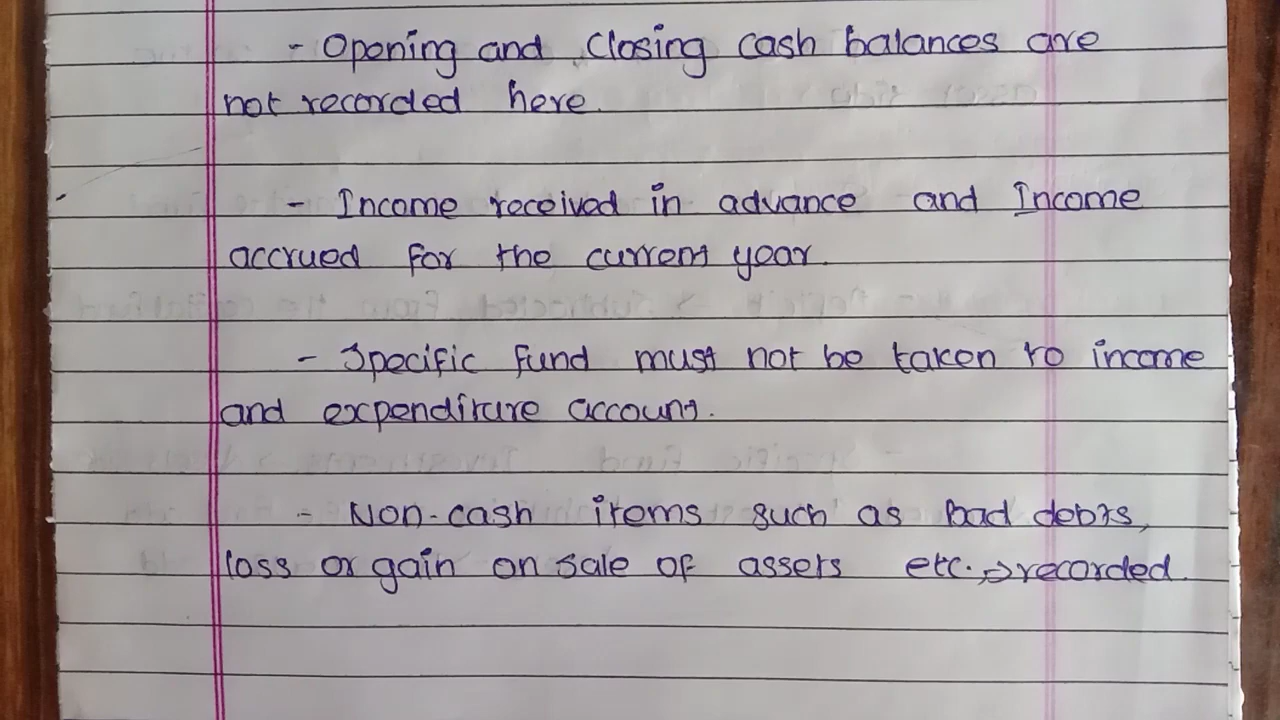 - Opening and closing cash balances are
not recorded here.
- Income received in advance and Income
accrued for the current year.
- Specific fund must not be taken to income
and expenditure account.
- Non-cash items such as Bad debts,
loss or gain on sale of assets etc.,→recorded.